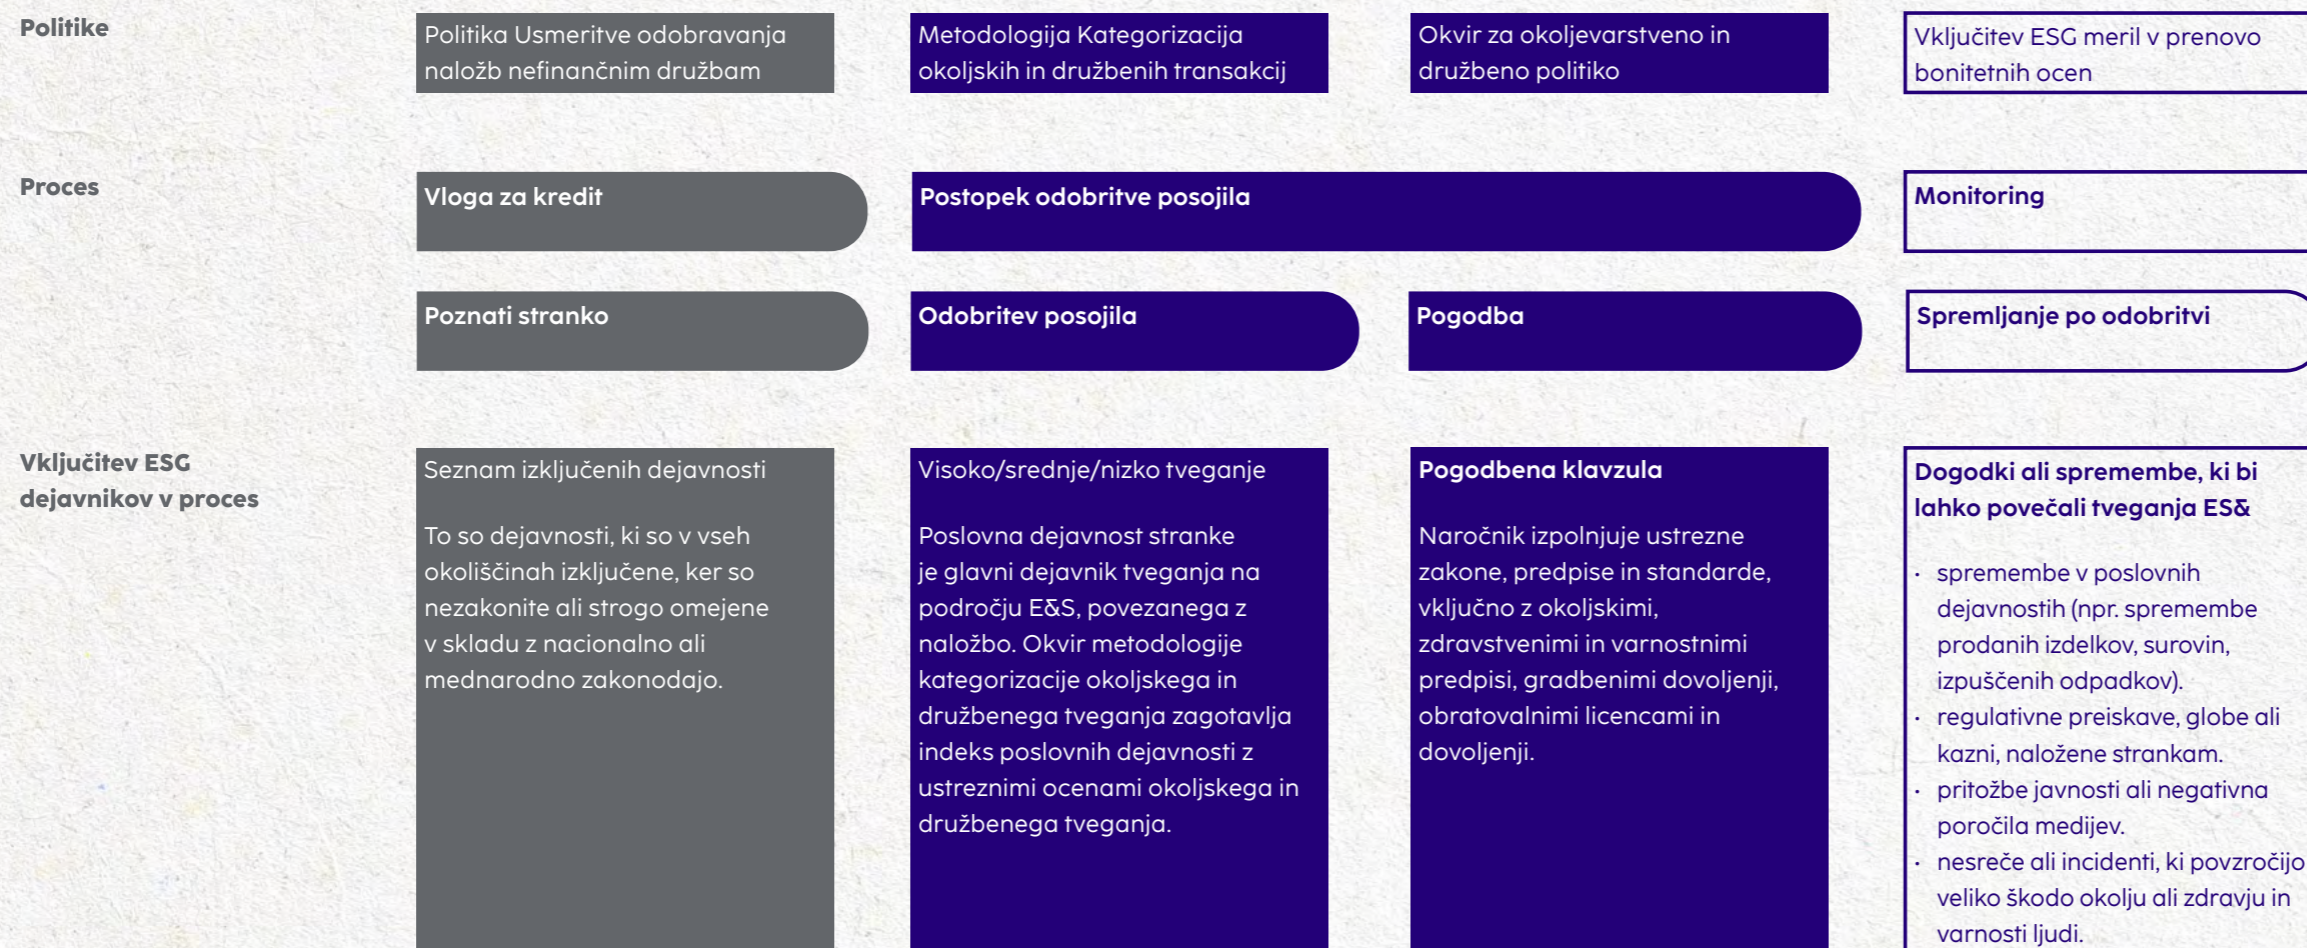 Politike
Politika Usmeritve odobravanja
naložb nefinančnim družbam
Metodologija Kategorizacija
okoljskih in družbenih transakcij
Okvir za okoljevarstveno in
družbeno politiko
Vključitev ESG meril v prenovo
bonitetnih ocen
Proces
Vloga za kredit
Postopek odobritve posojila
Monitoring
Poznati stranko
Odobritev posojila
Pogodba
Spremljanje po odobritvi
Vključitev ESG
dejavnikov v proces
Seznam izključenih dejavnosti
To so dejavnosti, ki so v vseh
okoliščinah izključene, ker so
nezakonite ali strogo omejene
v skladu z nacionalno ali
mednarodno zakonodajo.
Visoko/srednje/nizko tveganje
Poslovna dejavnost stranke
je glavni dejavnik tveganja na
področju E&S, povezanega z
naložbo. Okvir metodologije
kategorizacije okoljskega in
družbenega tveganja zagotavlja
indeks poslovnih dejavnosti z
ustreznimi ocenami okoljskega in
družbenega tveganja.
Pogodbena klavzula
Naročnik izpolnjuje ustrezne
zakone, predpise in standarde,
vključno z okoljskimi,
zdravstvenimi in varnostnimi
predpisi, gradbenimi dovoljenji,
obratovalnimi licencami in
dovoljenji.
Dogodki ali spremembe, ki bi
lahko povečali tveganja ES&
· spremembe v poslovnih
dejavnostih (npr. spremembe
prodanih izdelkov, surovin,
izpuščenih odpadkov).
· regulativne preiskave, globe ali
kazni, naložene strankam.
· pritožbe javnosti ali negativna
poročila medijev.
· nesreče ali incidenti, ki povzročijo
veliko škodo okolju ali zdravju in
varnosti ljudi.